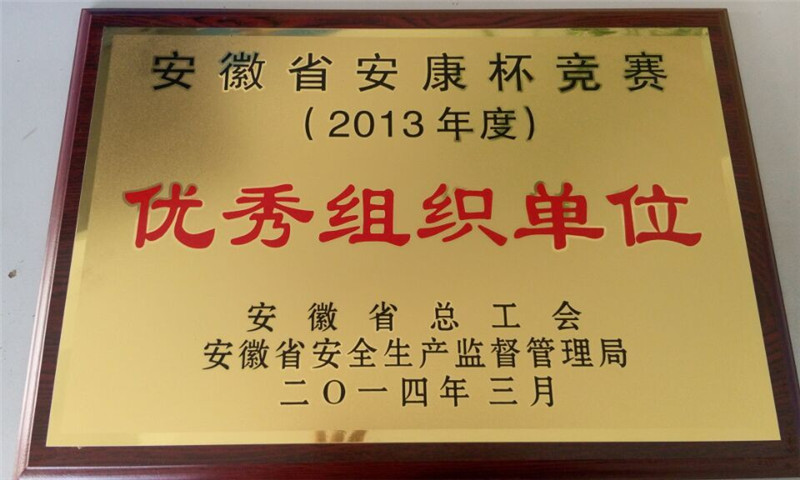 安徽省安康杯竞赛
(2013年度)
优秀组织单位
安徽省总工会
安徽省安全生产监督管理局
二〇一四年三月